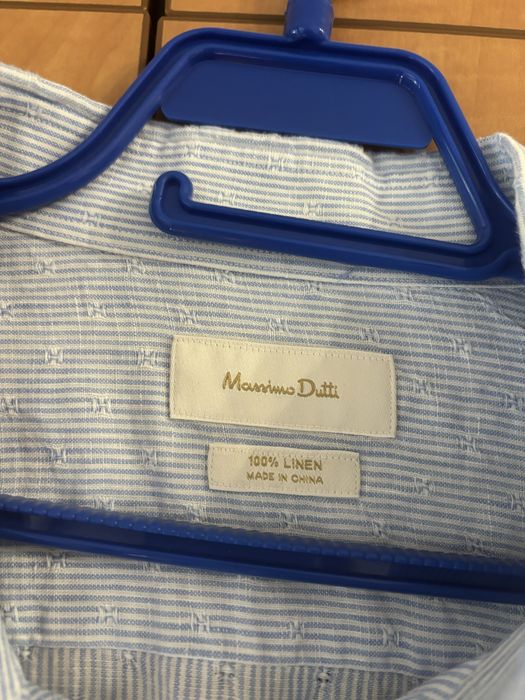 Massimo Dutti
100% LINEN
MADE IN CHINA